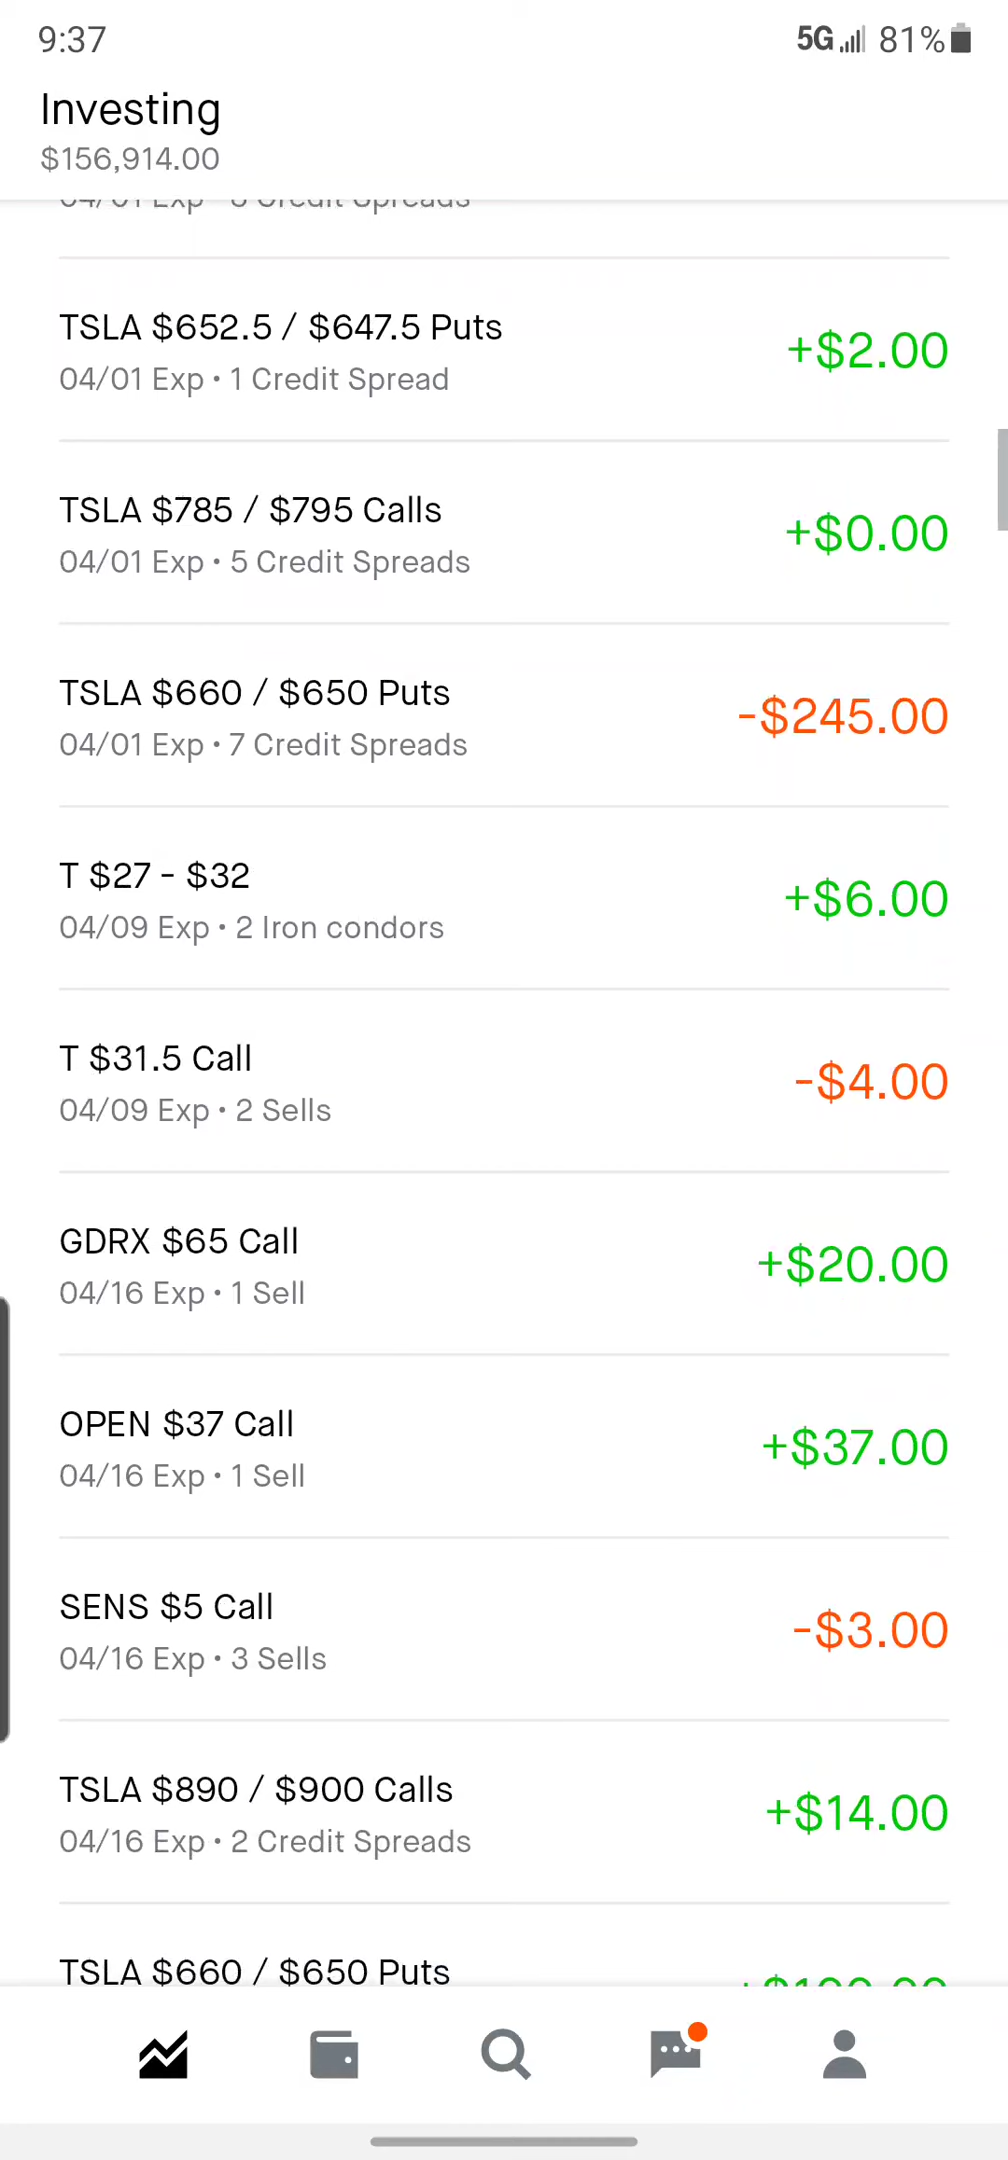 9:37
5G 81%
Investing
$156,914.00
04/01 Exp • Credit Spreads
TSLA $652.5 / $647.5 Puts
+$2.00
04/01 Exp • 1 Credit Spread
TSLA $785 / $795 Calls
+$0.00
04/01 Exp • 5 Credit Spreads
TSLA $660 / $650 Puts
-$245.00
04/01 Exp • 7 Credit Spreads
T $27 - $32
+$6.00
04/09 Exp • 2 Iron condors
T $31.5 Call
-$4.00
04/09 Exp • 2 Sells
GDRX $65 Call
+$20.00
04/16 Exp • 1 Sell
OPEN $37 Call
+$37.00
04/16 Exp • 1 Sell
SENS $5 Call
-$3.00
04/16 Exp • 3 Sells
TSLA $890 / $900 Calls
+$14.00
04/16 Exp • 2 Credit Spreads
TSLA $660 / $650 Puts